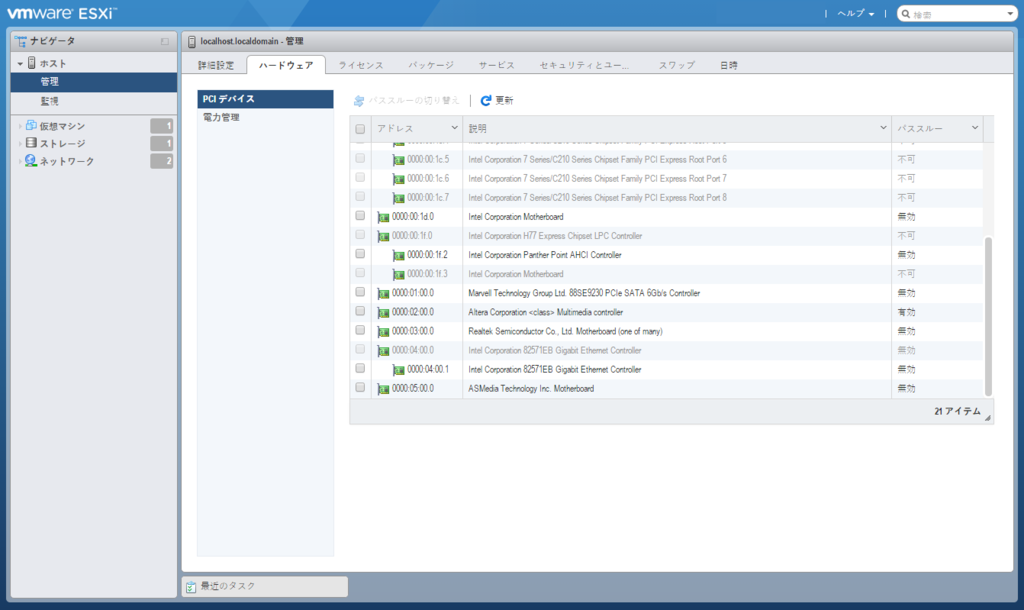 vmware ESXi™
ヘルプ
検索
ナビゲータ
ホスト
管理
監視
仮想マシン 1
ストレージ 1
ネットワーク 2
localhost.localdomain - 管理
詳細設定 ハードウェア ライセンス パッケージ サービス セキュリティとユー... スワップ 日時
PCI デバイス
電力管理
パススルーの切り替え | 更新
アドレス 説明 パススルー
0000:00:1c.5 Intel Corporation 7 Series/C210 Series Chipset Family PCI Express Root Port 6 不可
0000:00:1c.6 Intel Corporation 7 Series/C210 Series Chipset Family PCI Express Root Port 7 不可
0000:00:1c.7 Intel Corporation 7 Series/C210 Series Chipset Family PCI Express Root Port 8 不可
0000:00:1d.0 Intel Corporation Motherboard 無効
0000:00:1f.0 Intel Corporation H77 Express Chipset LPC Controller 不可
0000:00:1f.2 Intel Corporation Panther Point AHCI Controller 無効
0000:00:1f.3 Intel Corporation Motherboard 不可
0000:01:00.0 Marvell Technology Group Ltd. 88SE9230 PCIe SATA 6Gb/s Controller 無効
0000:02:00.0 Altera Corporation <class> Multimedia controller 有効
0000:03:00.0 Realtek Semiconductor Co., Ltd. Motherboard (one of many) 無効
0000:04:00.0 Intel Corporation 82571EB Gigabit Ethernet Controller 無効
0000:04:00.1 Intel Corporation 82571EB Gigabit Ethernet Controller 無効
0000:05:00.0 ASMedia Technology Inc. Motherboard 無効
21 アイテム
最近のタスク